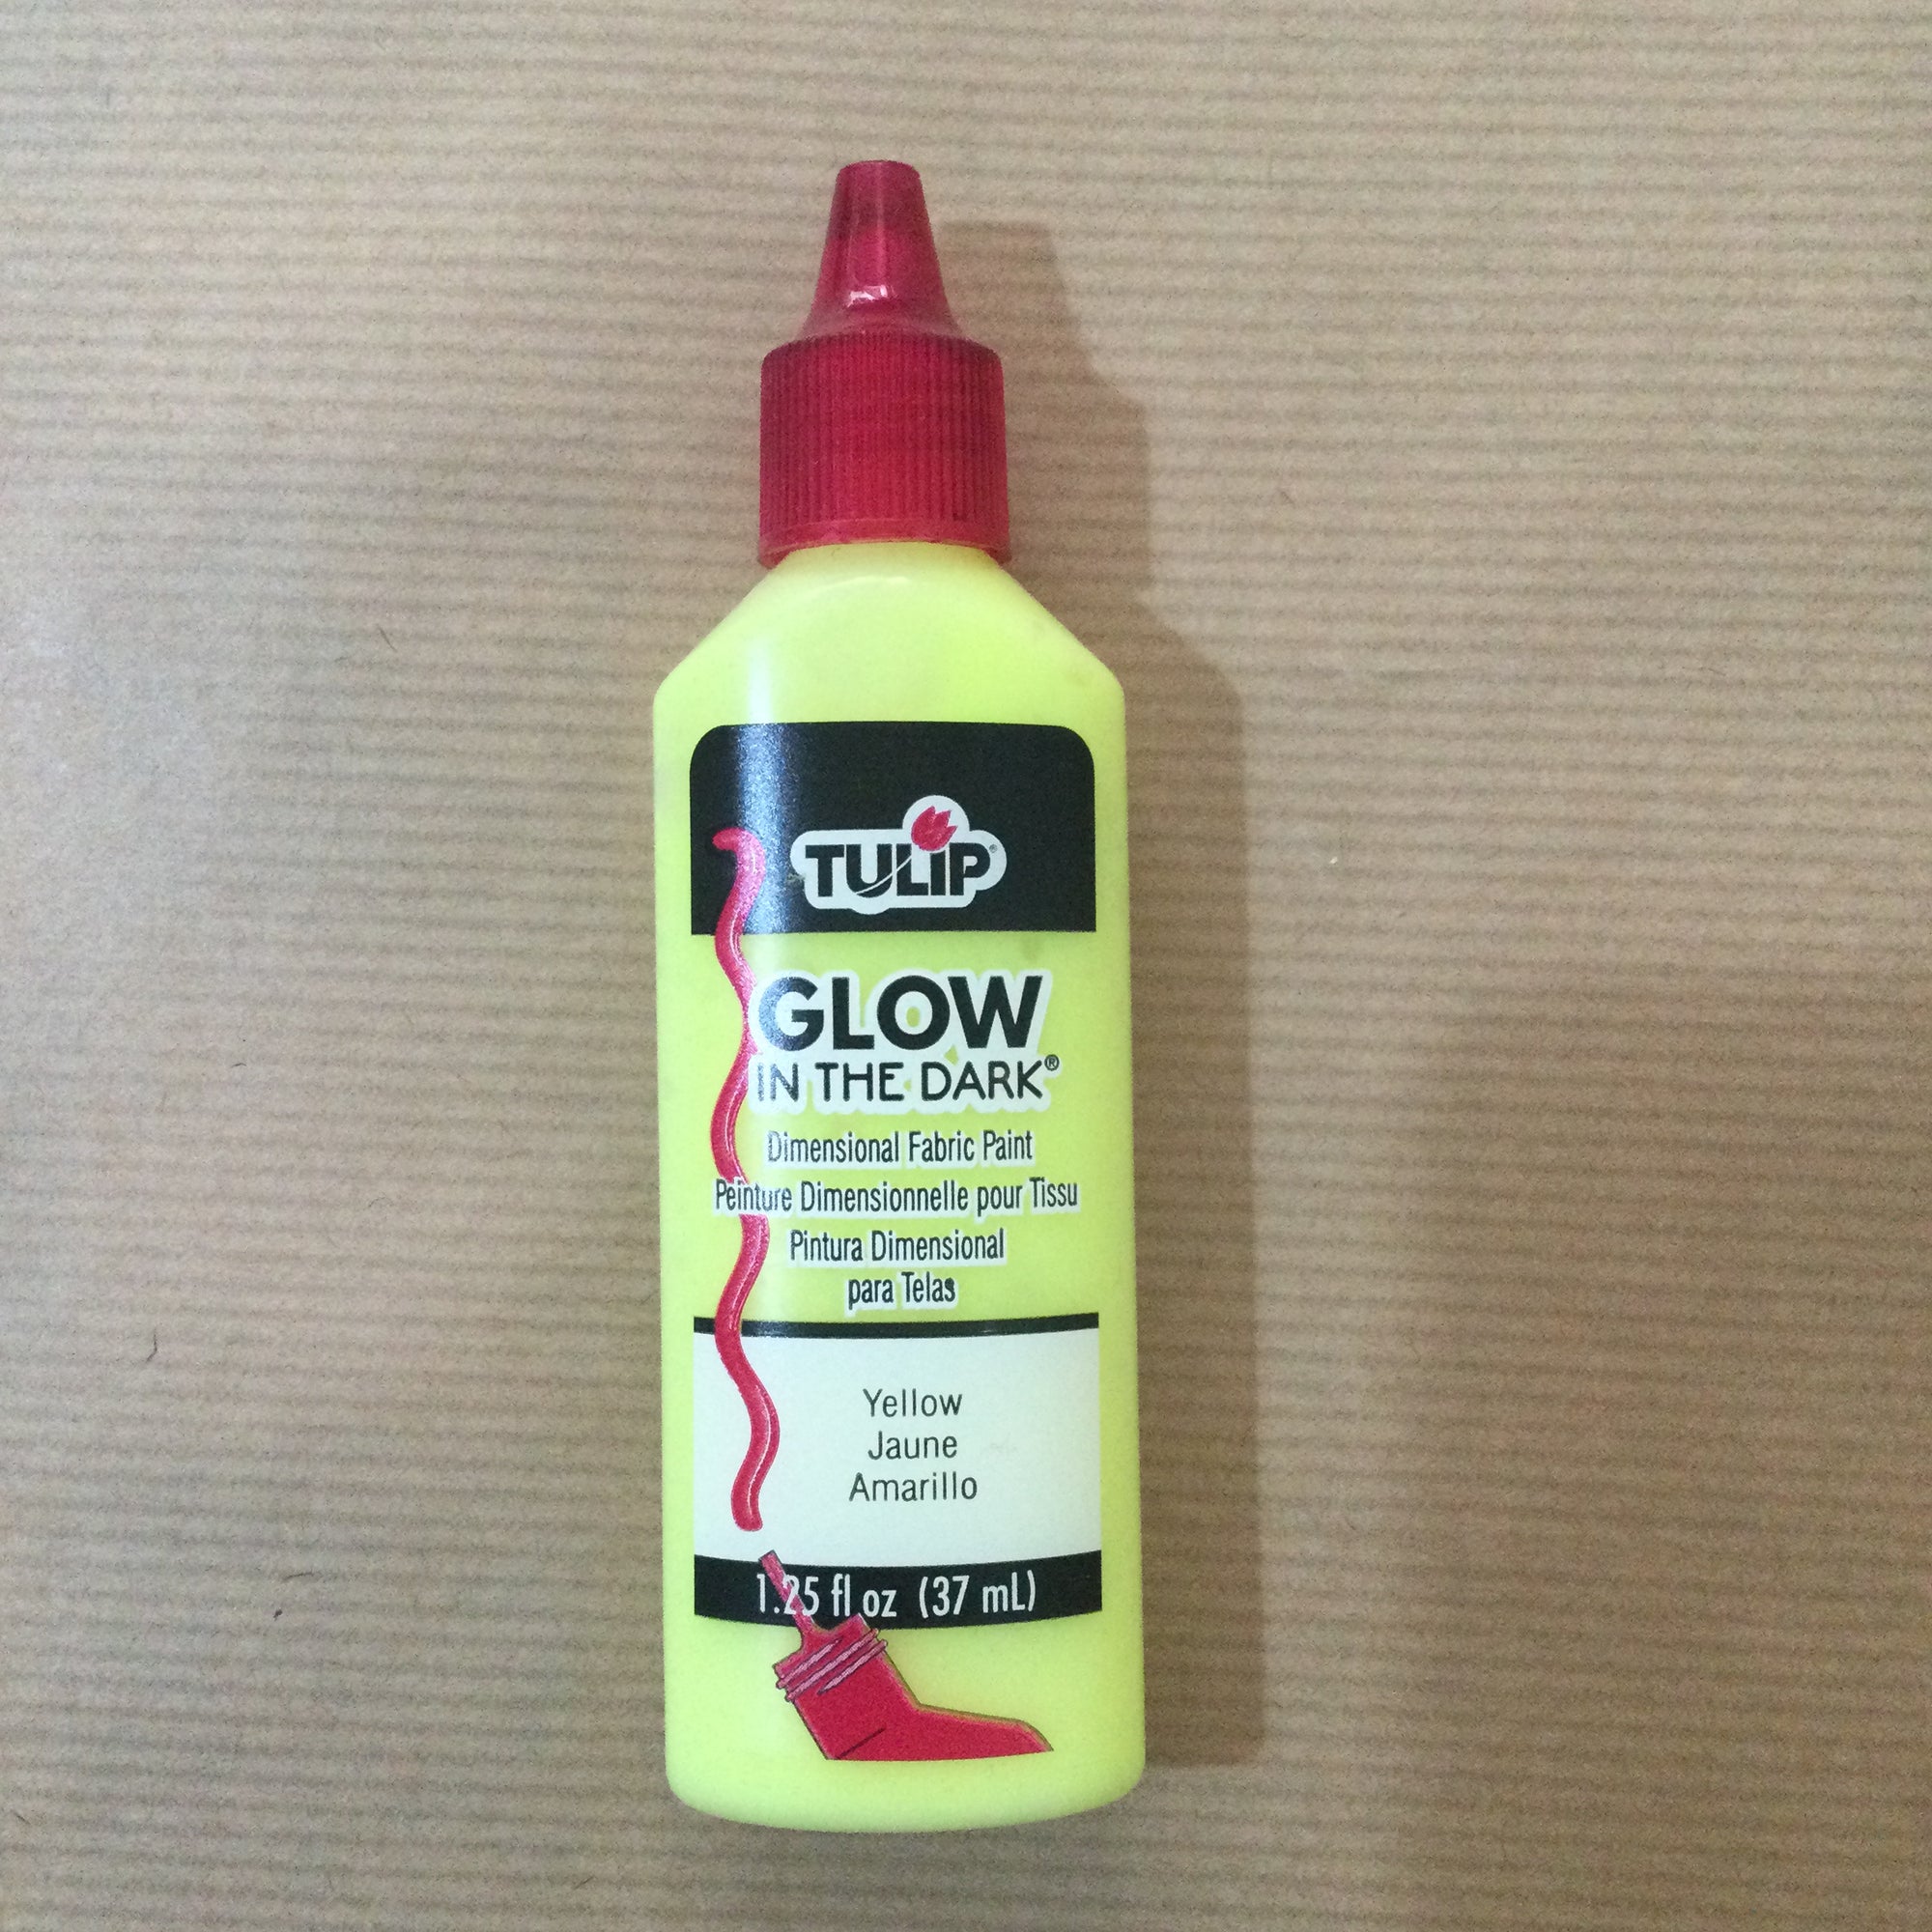 TULIP®
GLOW
IN THE DARK®
Dimensional Fabric Paint
Peinture Dimensionnelle pour Tissu
Pintura Dimensional
para Telas
Yellow
Jaune
Amarillo
1.25 fl oz (37 mL)